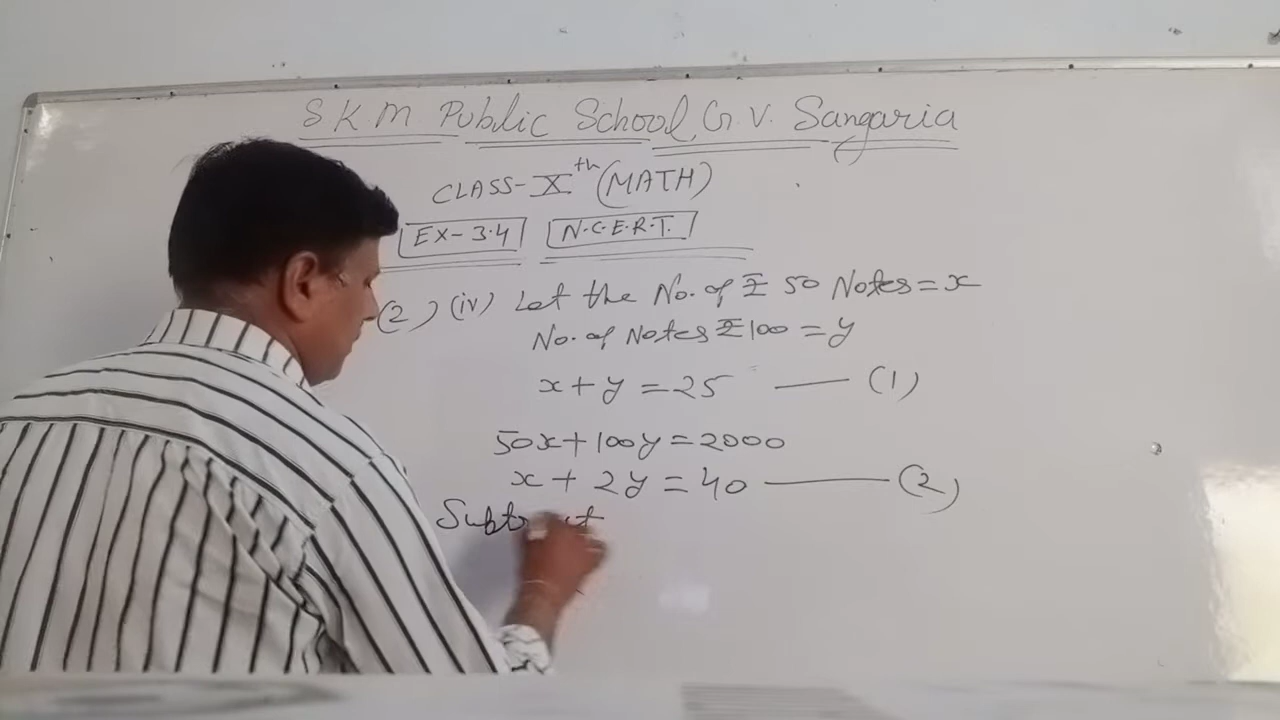 S.K.M. Public School, G.V. Sangaria
CLASS-Xth (MATH)
EX-3.4 N.C.E.R.T.
(2) (iv) Let the No. of ₹ 50 Notes = x
No. of Notes ₹ 100 = y
x + y = 25 — (1)
50x + 100y = 2000
x + 2y = 40 — (2)